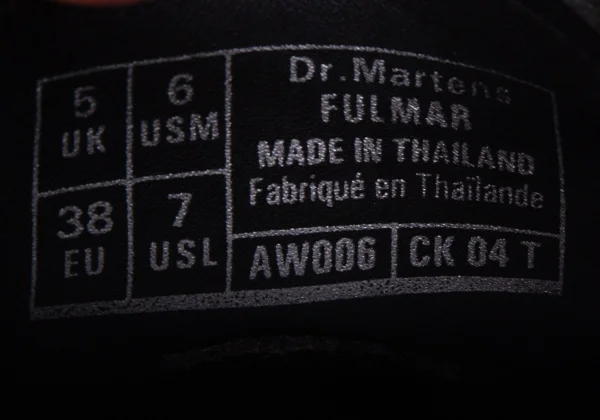 5
UK
6
USM
38
EU
7
USL
Dr.Martens
FULMAR
MADE IN THAILAND
Fabriqué en Thaïlande
AW006
CK 04 T